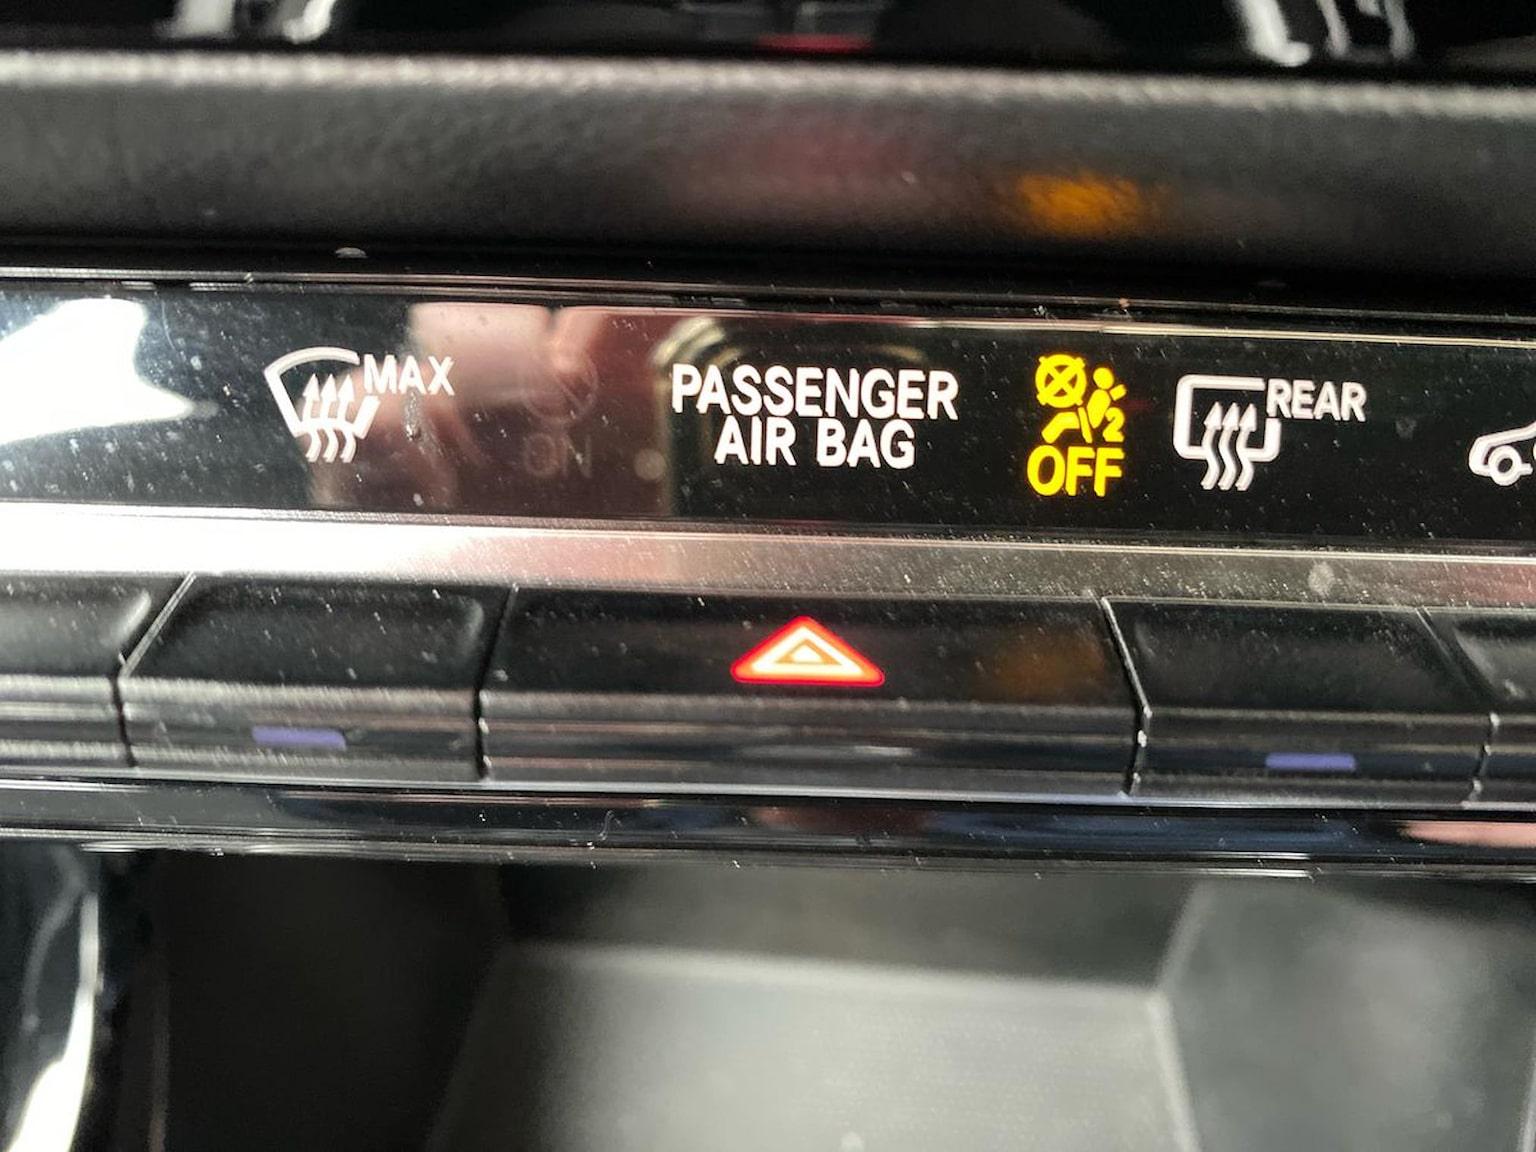 MAX
ON
PASSENGER
AIR BAG
2
OFF
REAR